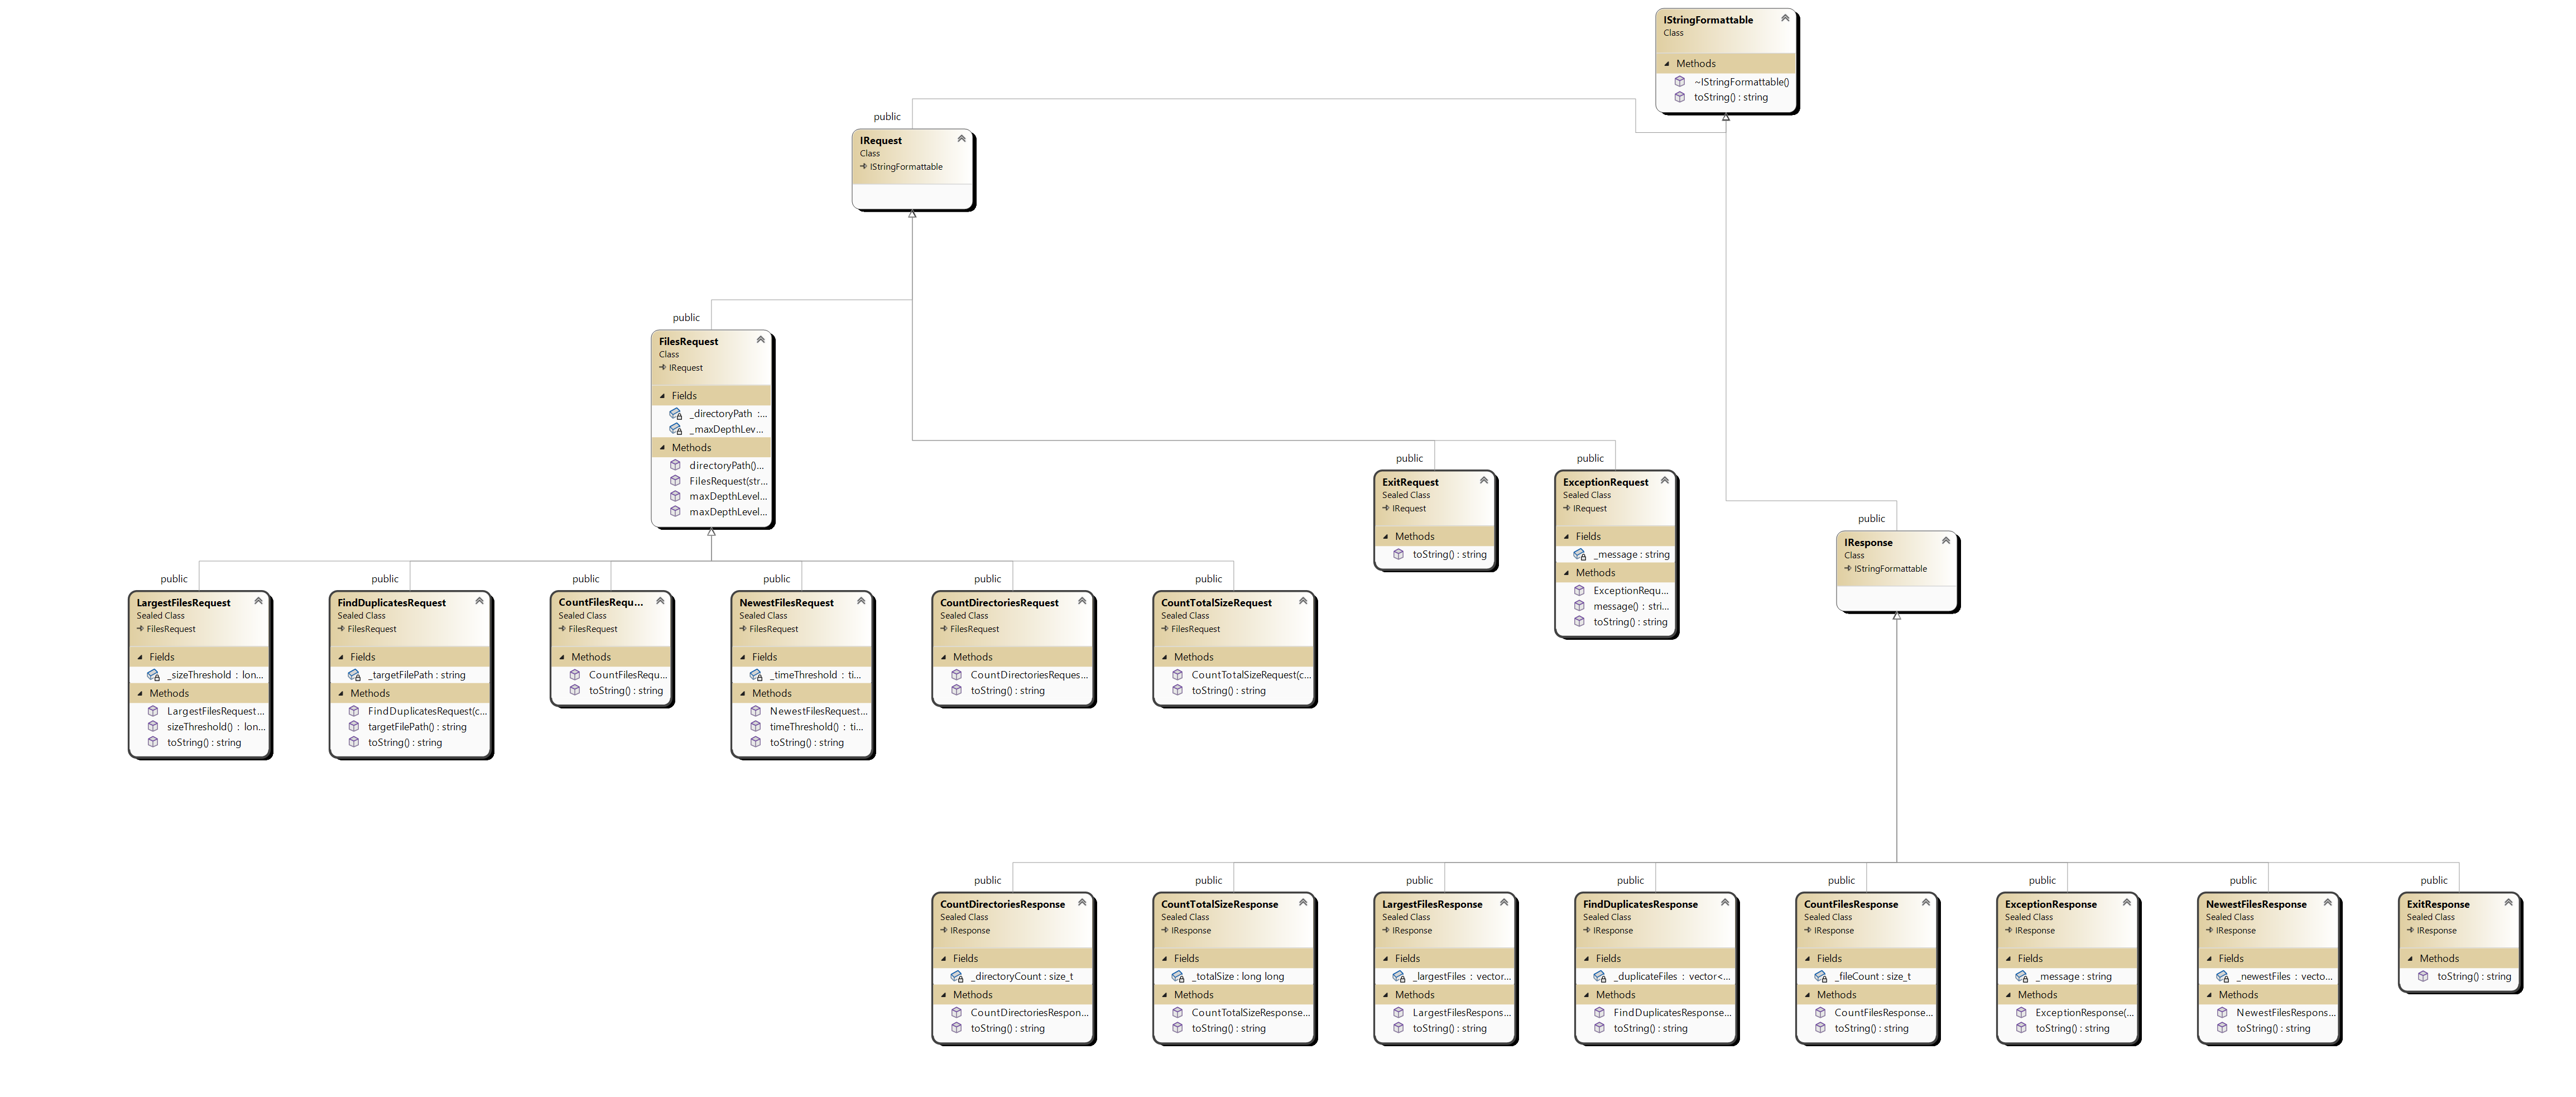 IStringFormattable
Class
Methods
~IStringFormattable()
toString() : string
public
IRequest
Class
IStringFormattable
public
FilesRequest
Class
IRequest
Fields
_directoryPath :...
_maxDepthLev...
Methods
directoryPath()...
FilesRequest(str...
maxDepthLevel...
maxDepthLevel...
public
ExitRequest
Sealed Class
IRequest
Methods
toString() : string
public
ExceptionRequest
Sealed Class
IRequest
Fields
_message : string
Methods
ExceptionRequ...
message() : stri...
toString() : string
public
IResponse
Class
IStringFormattable
public
LargestFilesRequest
Sealed Class
FilesRequest
Fields
_sizeThreshold : lon...
Methods
LargestFilesRequest...
sizeThreshold() : lon...
toString() : string
public
FindDuplicatesRequest
Sealed Class
FilesRequest
Fields
_targetFilePath : string
Methods
FindDuplicatesRequest(c...
targetFilePath() : string
toString() : string
public
CountFilesRequ...
Sealed Class
FilesRequest
Methods
CountFilesRequ...
toString() : string
public
NewestFilesRequest
Sealed Class
FilesRequest
Fields
_timeThreshold : ti...
Methods
NewestFilesRequest...
timeThreshold() : ti...
toString() : string
public
CountDirectoriesRequest
Sealed Class
FilesRequest
Methods
CountDirectoriesReques...
toString() : string
public
CountTotalSizeRequest
Sealed Class
FilesRequest
Methods
CountTotalSizeRequest(c...
toString() : string
public
CountDirectoriesResponse
Sealed Class
IResponse
Fields
_directoryCount : size_t
Methods
CountDirectoriesRespon...
toString() : string
public
CountTotalSizeResponse
Sealed Class
IResponse
Fields
_totalSize : long long
Methods
CountTotalSizeResponse...
toString() : string
public
LargestFilesResponse
Sealed Class
IResponse
Fields
_largestFiles : vector...
Methods
LargestFilesRespons...
toString() : string
public
FindDuplicatesResponse
Sealed Class
IResponse
Fields
_duplicateFiles : vector<...
Methods
FindDuplicatesResponse...
toString() : string
public
CountFilesResponse
Sealed Class
IResponse
Fields
_fileCount : size_t
Methods
CountFilesResponse...
toString() : string
public
ExceptionResponse
Sealed Class
IResponse
Fields
_message : string
Methods
ExceptionResponse(...
toString() : string
public
NewestFilesResponse
Sealed Class
IResponse
Fields
_newestFiles : vecto...
Methods
NewestFilesRespons...
toString() : string
public
ExitResponse
Sealed Class
IResponse
Methods
toString() : string